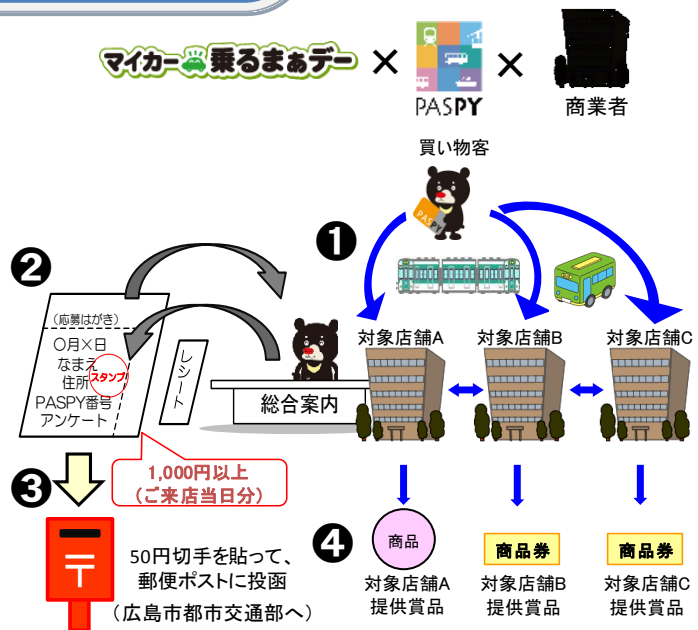 マイカー乗るまぁデー
×
PASPY
×
商業者
買い物客
PASPY
❶
❷
(応募はがき)
〇月×日
なまえ
住所
スタンプ
PASPY番号
アンケート
レシート
総合案内
対象店舗A
対象店舗B
対象店舗C
1,000円以上
(ご来店当日分)
❸
〒
50円切手を貼って、
郵便ポストに投函
(広島市都市交通部へ)
❹
商品
商品券
商品券
対象店舗A
提供賞品
対象店舗B
提供賞品
対象店舗C
提供賞品